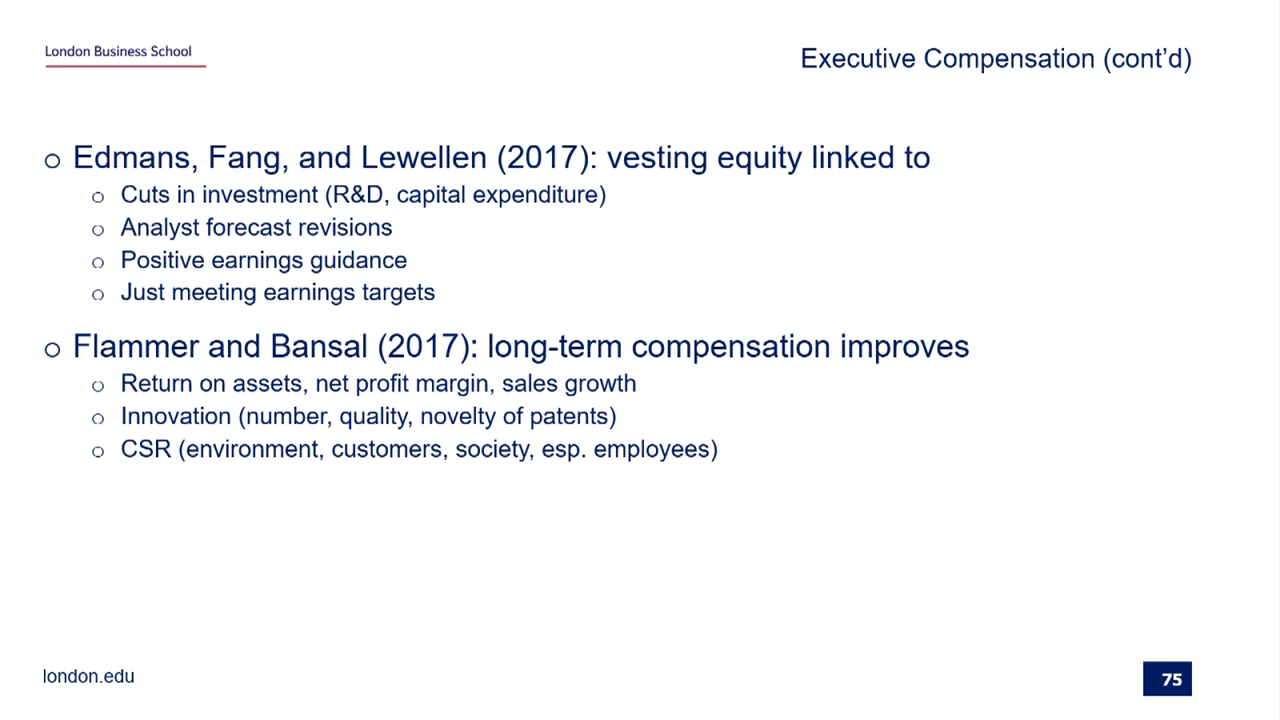 London Business School
Executive Compensation (cont’d)
o Edmans, Fang, and Lewellen (2017): vesting equity linked to
o Cuts in investment (R&D, capital expenditure)
o Analyst forecast revisions
o Positive earnings guidance
o Just meeting earnings targets
o Flammer and Bansal (2017): long-term compensation improves
o Return on assets, net profit margin, sales growth
o Innovation (number, quality, novelty of patents)
o CSR (environment, customers, society, esp. employees)
london.edu
75